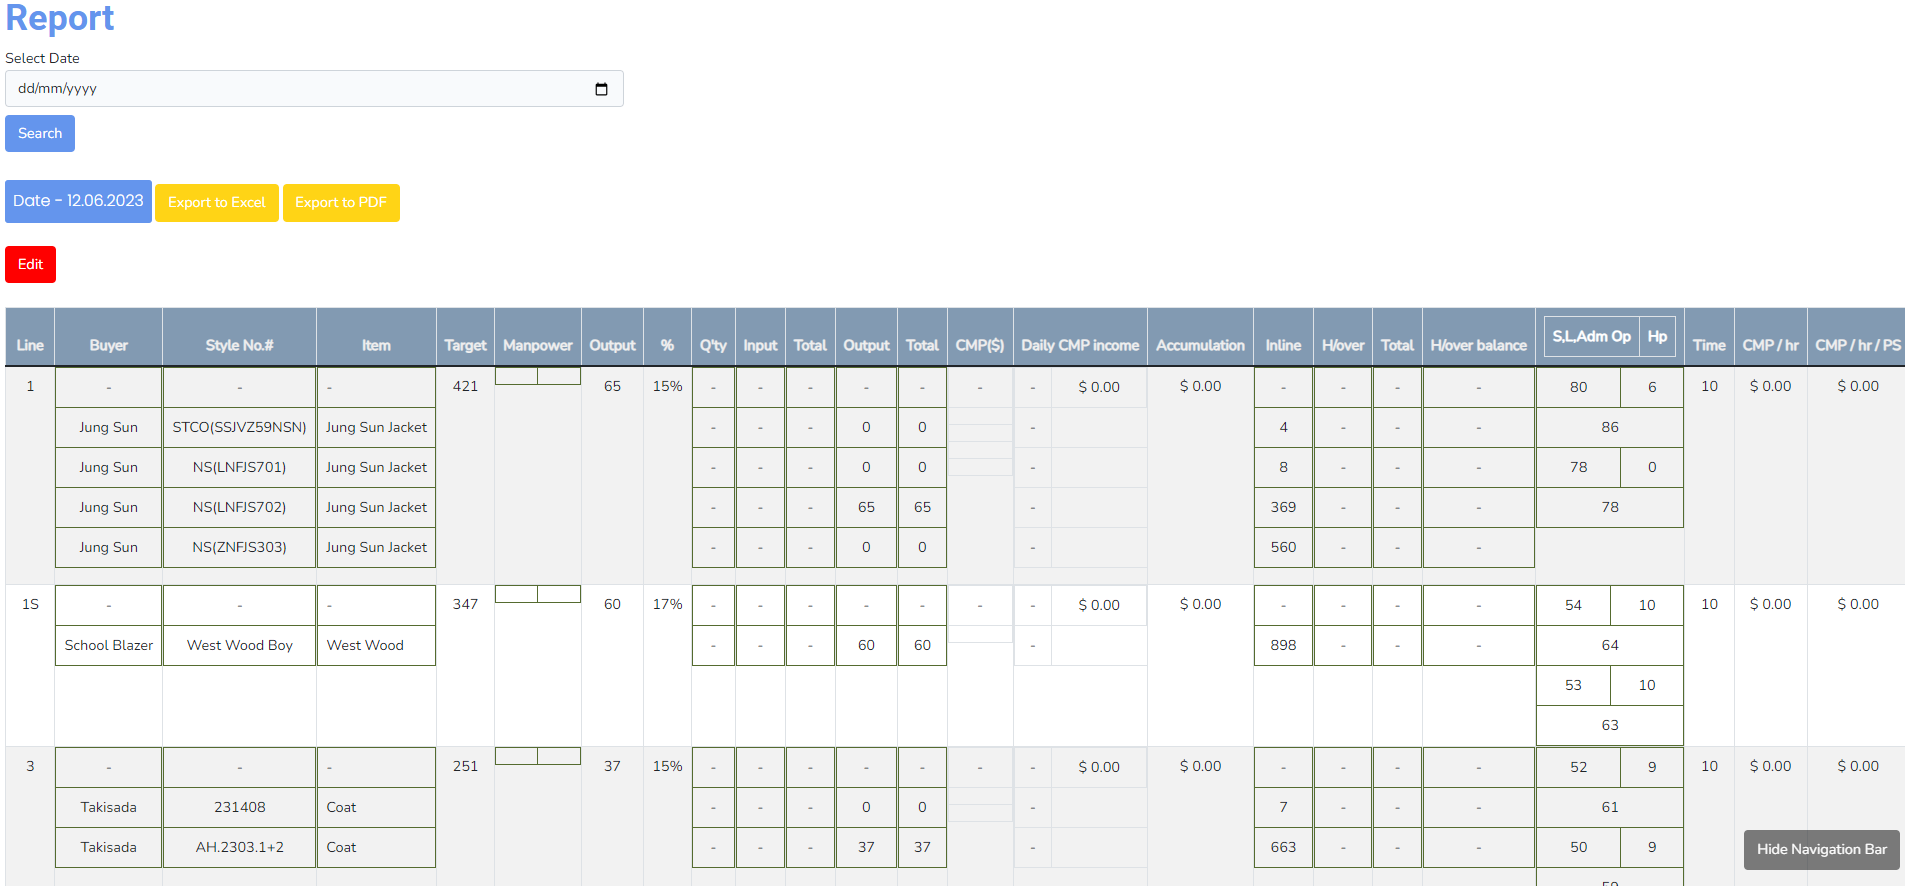 Report
Select Date
dd/mm/yyyy
Search
Date - 12.06.2023 Export to Excel Export to PDF
Edit
Line Buyer Style No.# Item Target Manpower Output % Q'ty Input Total Output Total CMP($) Daily CMP income Accumulation Inline H/over Total H/over balance S,L,Adm Op Hp Time CMP / hr CMP / hr / PS
1 - - - 421 65 15% - - - - - - - $ 0.00 $ 0.00 - - - - 80 6 10 $ 0.00 $ 0.00
Jung Sun STCO(SSJVZ59NSN) Jung Sun Jacket - - - 0 0 - 4 - - - 86
Jung Sun NS(LNFJS701) Jung Sun Jacket - - - 0 0 - 8 - - - 78 0
Jung Sun NS(LNFJS702) Jung Sun Jacket - - - 65 65 - 369 - - - 78
Jung Sun NS(ZNFJS303) Jung Sun Jacket - - - 0 0 - 560 - - -
1S - - - 347 60 17% - - - - - - - $ 0.00 $ 0.00 - - - - 54 10 10 $ 0.00 $ 0.00
School Blazer West Wood Boy West Wood - - - 60 60 - 898 - - - 64
53 10
63
3 - - - 251 37 15% - - - - - - - $ 0.00 $ 0.00 - - - - 52 9 10 $ 0.00 $ 0.00
Takisada 231408 Coat - - - 0 0 - 7 - - - 61
Takisada AH.2303.1+2 Coat - - - 37 37 - 663 - - - 50 9
Hide Navigation Bar